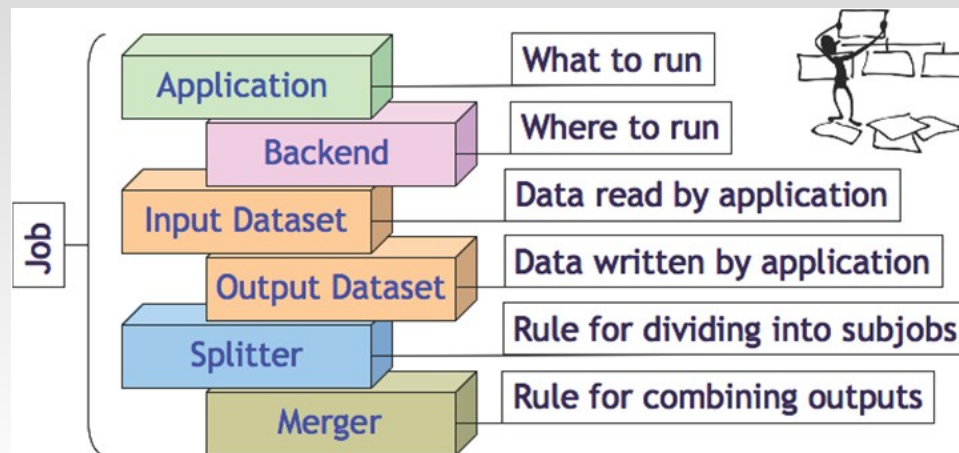 Job
Application
What to run
Backend
Where to run
Input Dataset
Data read by application
Output Dataset
Data written by application
Splitter
Rule for dividing into subjobs
Merger
Rule for combining outputs